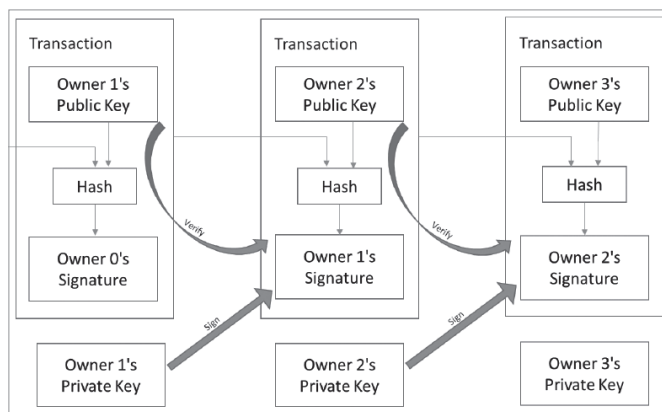 Transaction
Owner 1's
Public Key
Hash
Owner 0's
Signature
Verify
Sign
Owner 1's
Private Key
Transaction
Owner 2's
Public Key
Hash
Owner 1's
Signature
Verify
Sign
Owner 2's
Private Key
Transaction
Owner 3's
Public Key
Hash
Owner 2's
Signature
Owner 3's
Private Key